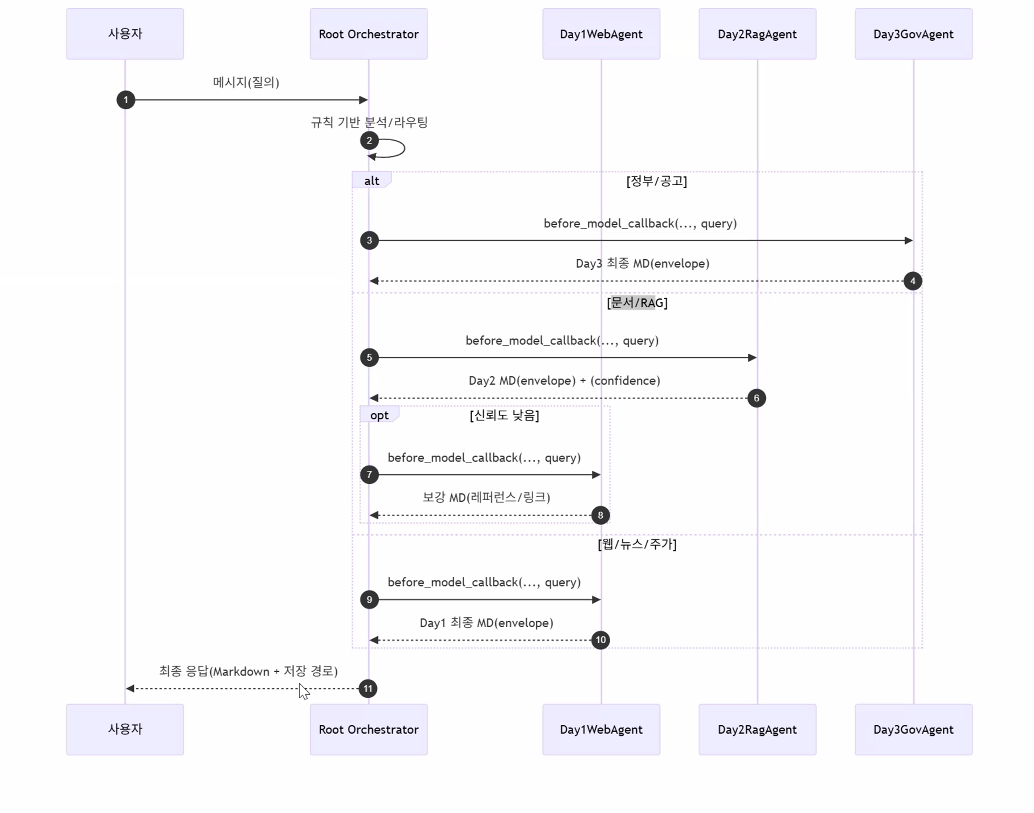 사용자
Root Orchestrator
Day1WebAgent
Day2RagAgent
Day3GovAgent
메시지(질의)
1
규칙 기반 분석/라우팅
2
alt
[정부/공고]
before_model_callback(..., query)
3
Day3 최종 MD(envelope)
4
[문서/RAG]
before_model_callback(..., query)
5
Day2 MD(envelope) + (confidence)
6
opt
[신뢰도 낮음]
before_model_callback(..., query)
7
보강 MD(레퍼런스/링크)
8
[웹/뉴스/주가]
before_model_callback(..., query)
9
Day1 최종 MD(envelope)
10
최종 응답(Markdown + 저장 경로)
11
사용자
Root Orchestrator
Day1WebAgent
Day2RagAgent
Day3GovAgent